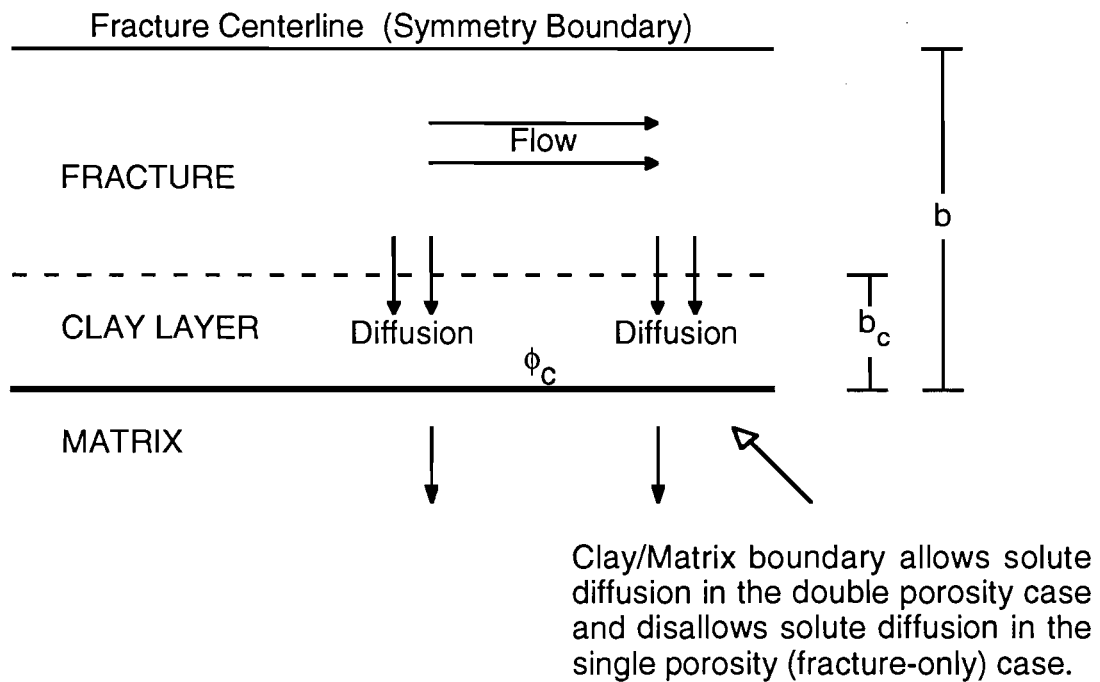 Fracture Centerline (Symmetry Boundary)
Flow
FRACTURE
b
CLAY LAYER
Diffusion
Diffusion
b_c
ϕ_c
MATRIX
Clay/Matrix boundary allows solute
diffusion in the double porosity case
and disallows solute diffusion in the
single porosity (fracture-only) case.